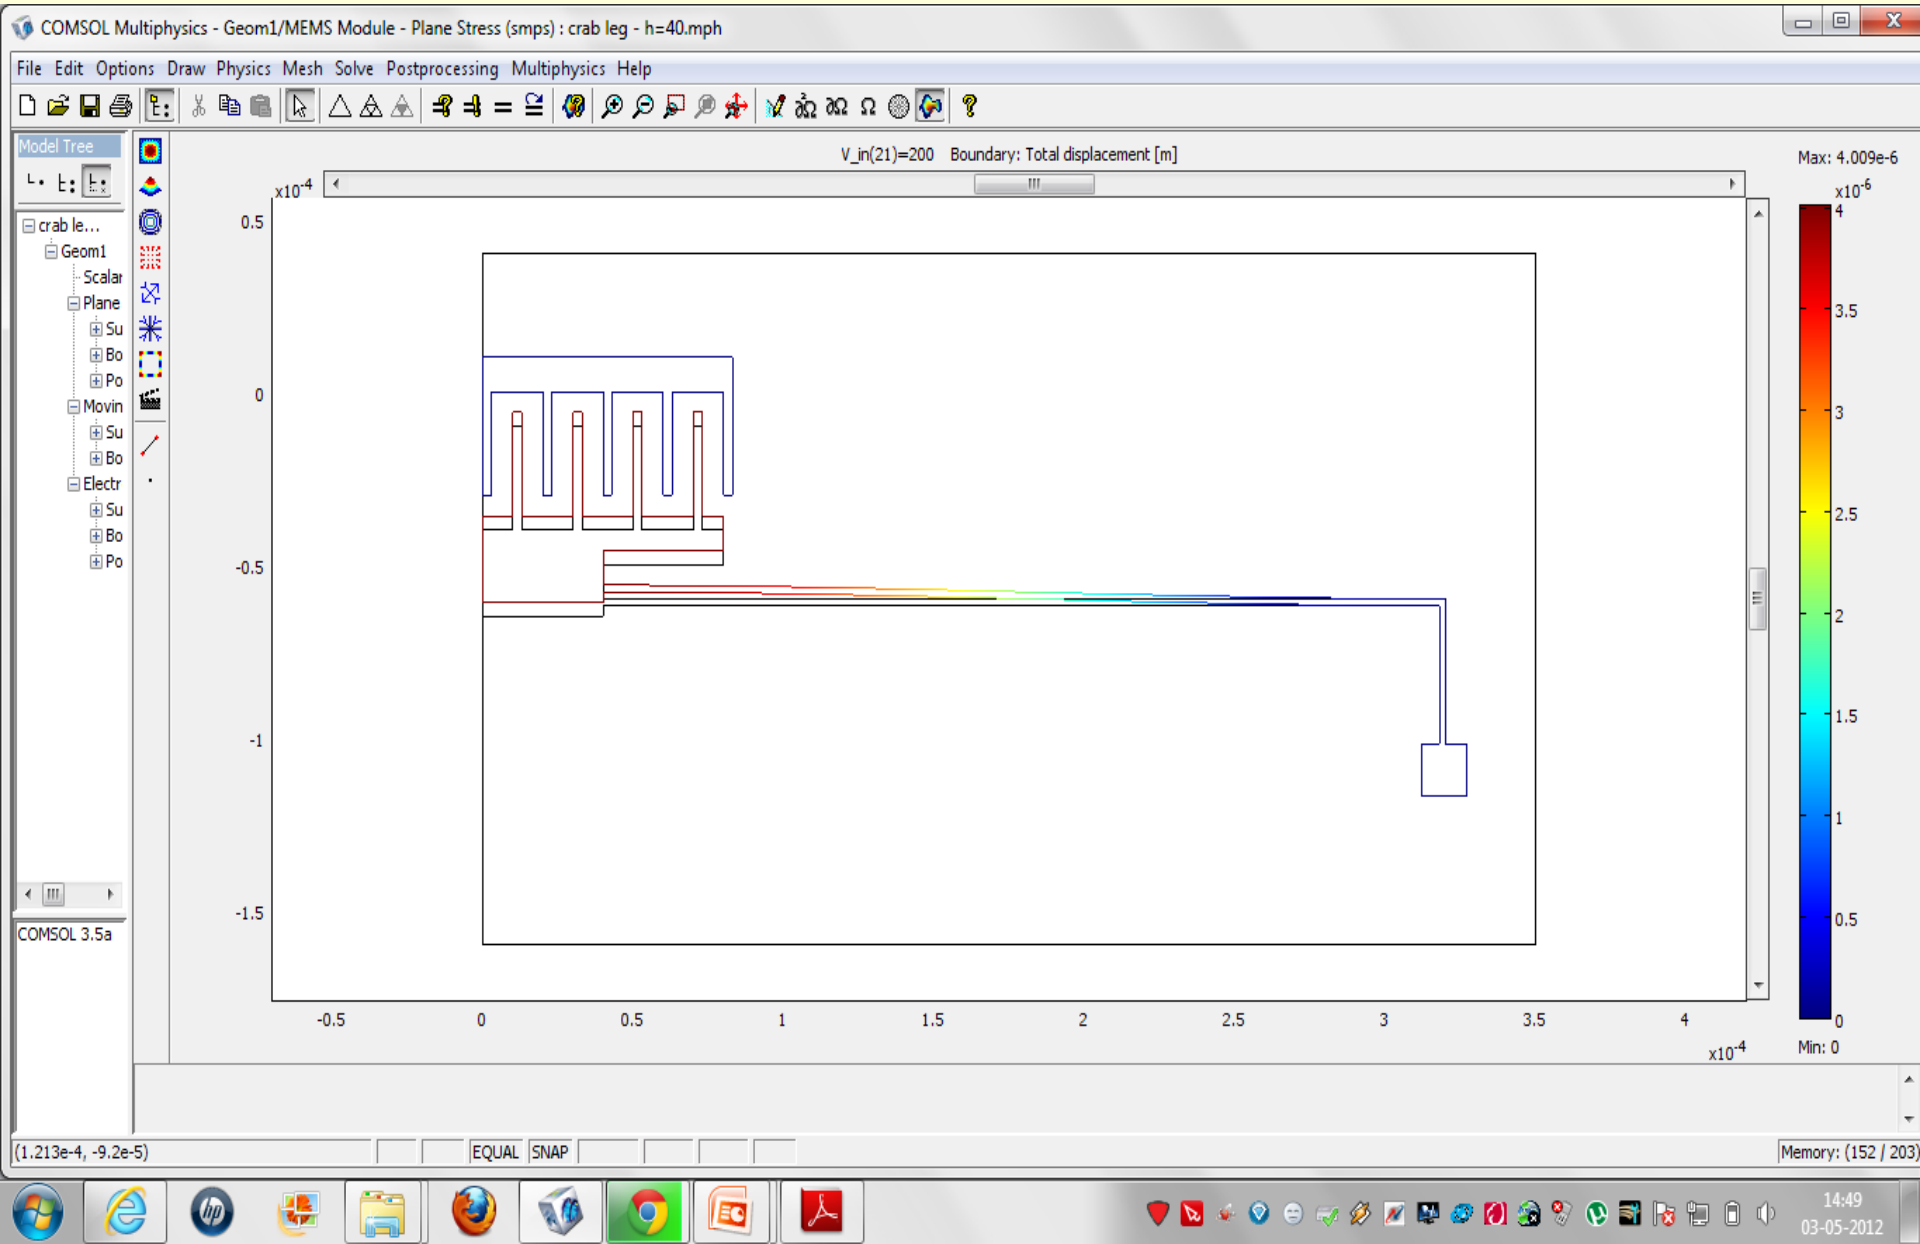 COMSOL Multiphysics - Geom1/MEMS Module - Plane Stress (smps) : crab leg - h=40.mph
File Edit Options Draw Physics Mesh Solve Postprocessing Multiphysics Help
Model Tree
crab le...
Geom1
Scalar
Plane
Su
Bo
Po
Movin
Su
Bo
Electr
Su
Bo
Po
COMSOL 3.5a
V_in(21)=200 Boundary: Total displacement [m]
x10-4
0.5
0
-0.5
-1
-1.5
-0.5 0 0.5 1 1.5 2 2.5 3 3.5 4
x10-4
Max: 4.009e-6
x10-6
4
3.5
3
2.5
2
1.5
1
0.5
0
Min: 0
(1.213e-4, -9.2e-5) EQUAL SNAP Memory: (152 / 203)
hp
14:49
03-05-2012